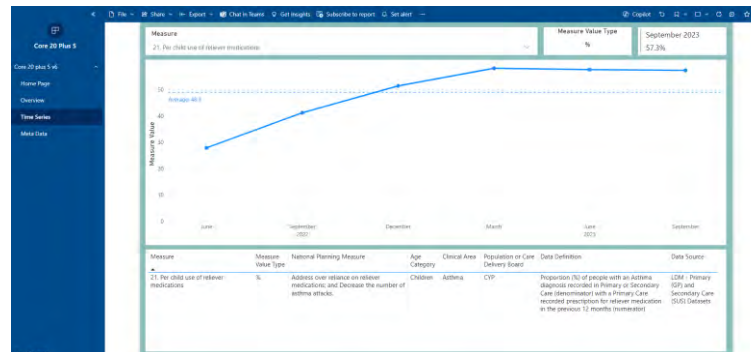 File
Share
Export
Chat in Teams
Get insights
Subscribe to report
Set alert
Copilot
Core 20 Plus 5
Core 20 plus 5 v6
Home Page
Overview
Time Series
Meta Data
Measure
21. Per child use of reliever medications
Measure Value Type
%
September 2023
57.3%
Measure Value
50
40
30
20
10
0
June
September
2022
December
March
June
2023
September
Measure
Measure
Value Type
National Planning Measure
Age
Category
Clinical Area
Population or Care
Delivery Board
Data Definition
Data Source
21. Per child use of reliever
medications
%
Address over reliance on reliever
medications; and Decrease the number of
asthma attacks.
Children
Asthma
CYP
Proportion (%) of people with an Asthma
diagnosis recorded in Primary or Secondary
Care (denominator) with a Primary Care
recorded prescription for reliever medication
in the previous 12 months (numerator)
LDM - Primary
(GP) and
Secondary Care
(SUS) Datasets